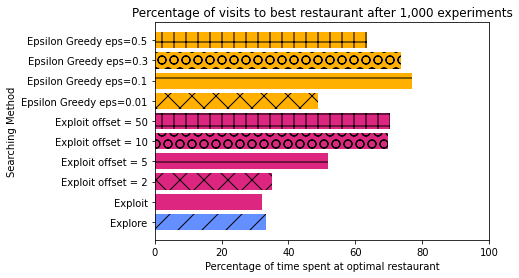 Percentage of visits to best restaurant after 1,000 experiments
Epsilon Greedy eps=0.5
Epsilon Greedy eps=0.3
Epsilon Greedy eps=0.1
Epsilon Greedy eps=0.01
Exploit offset = 50
Exploit offset = 10
Exploit offset = 5
Exploit offset = 2
Exploit
Explore
Searching Method
0 20 40 60 80 100
Percentage of time spent at optimal restaurant